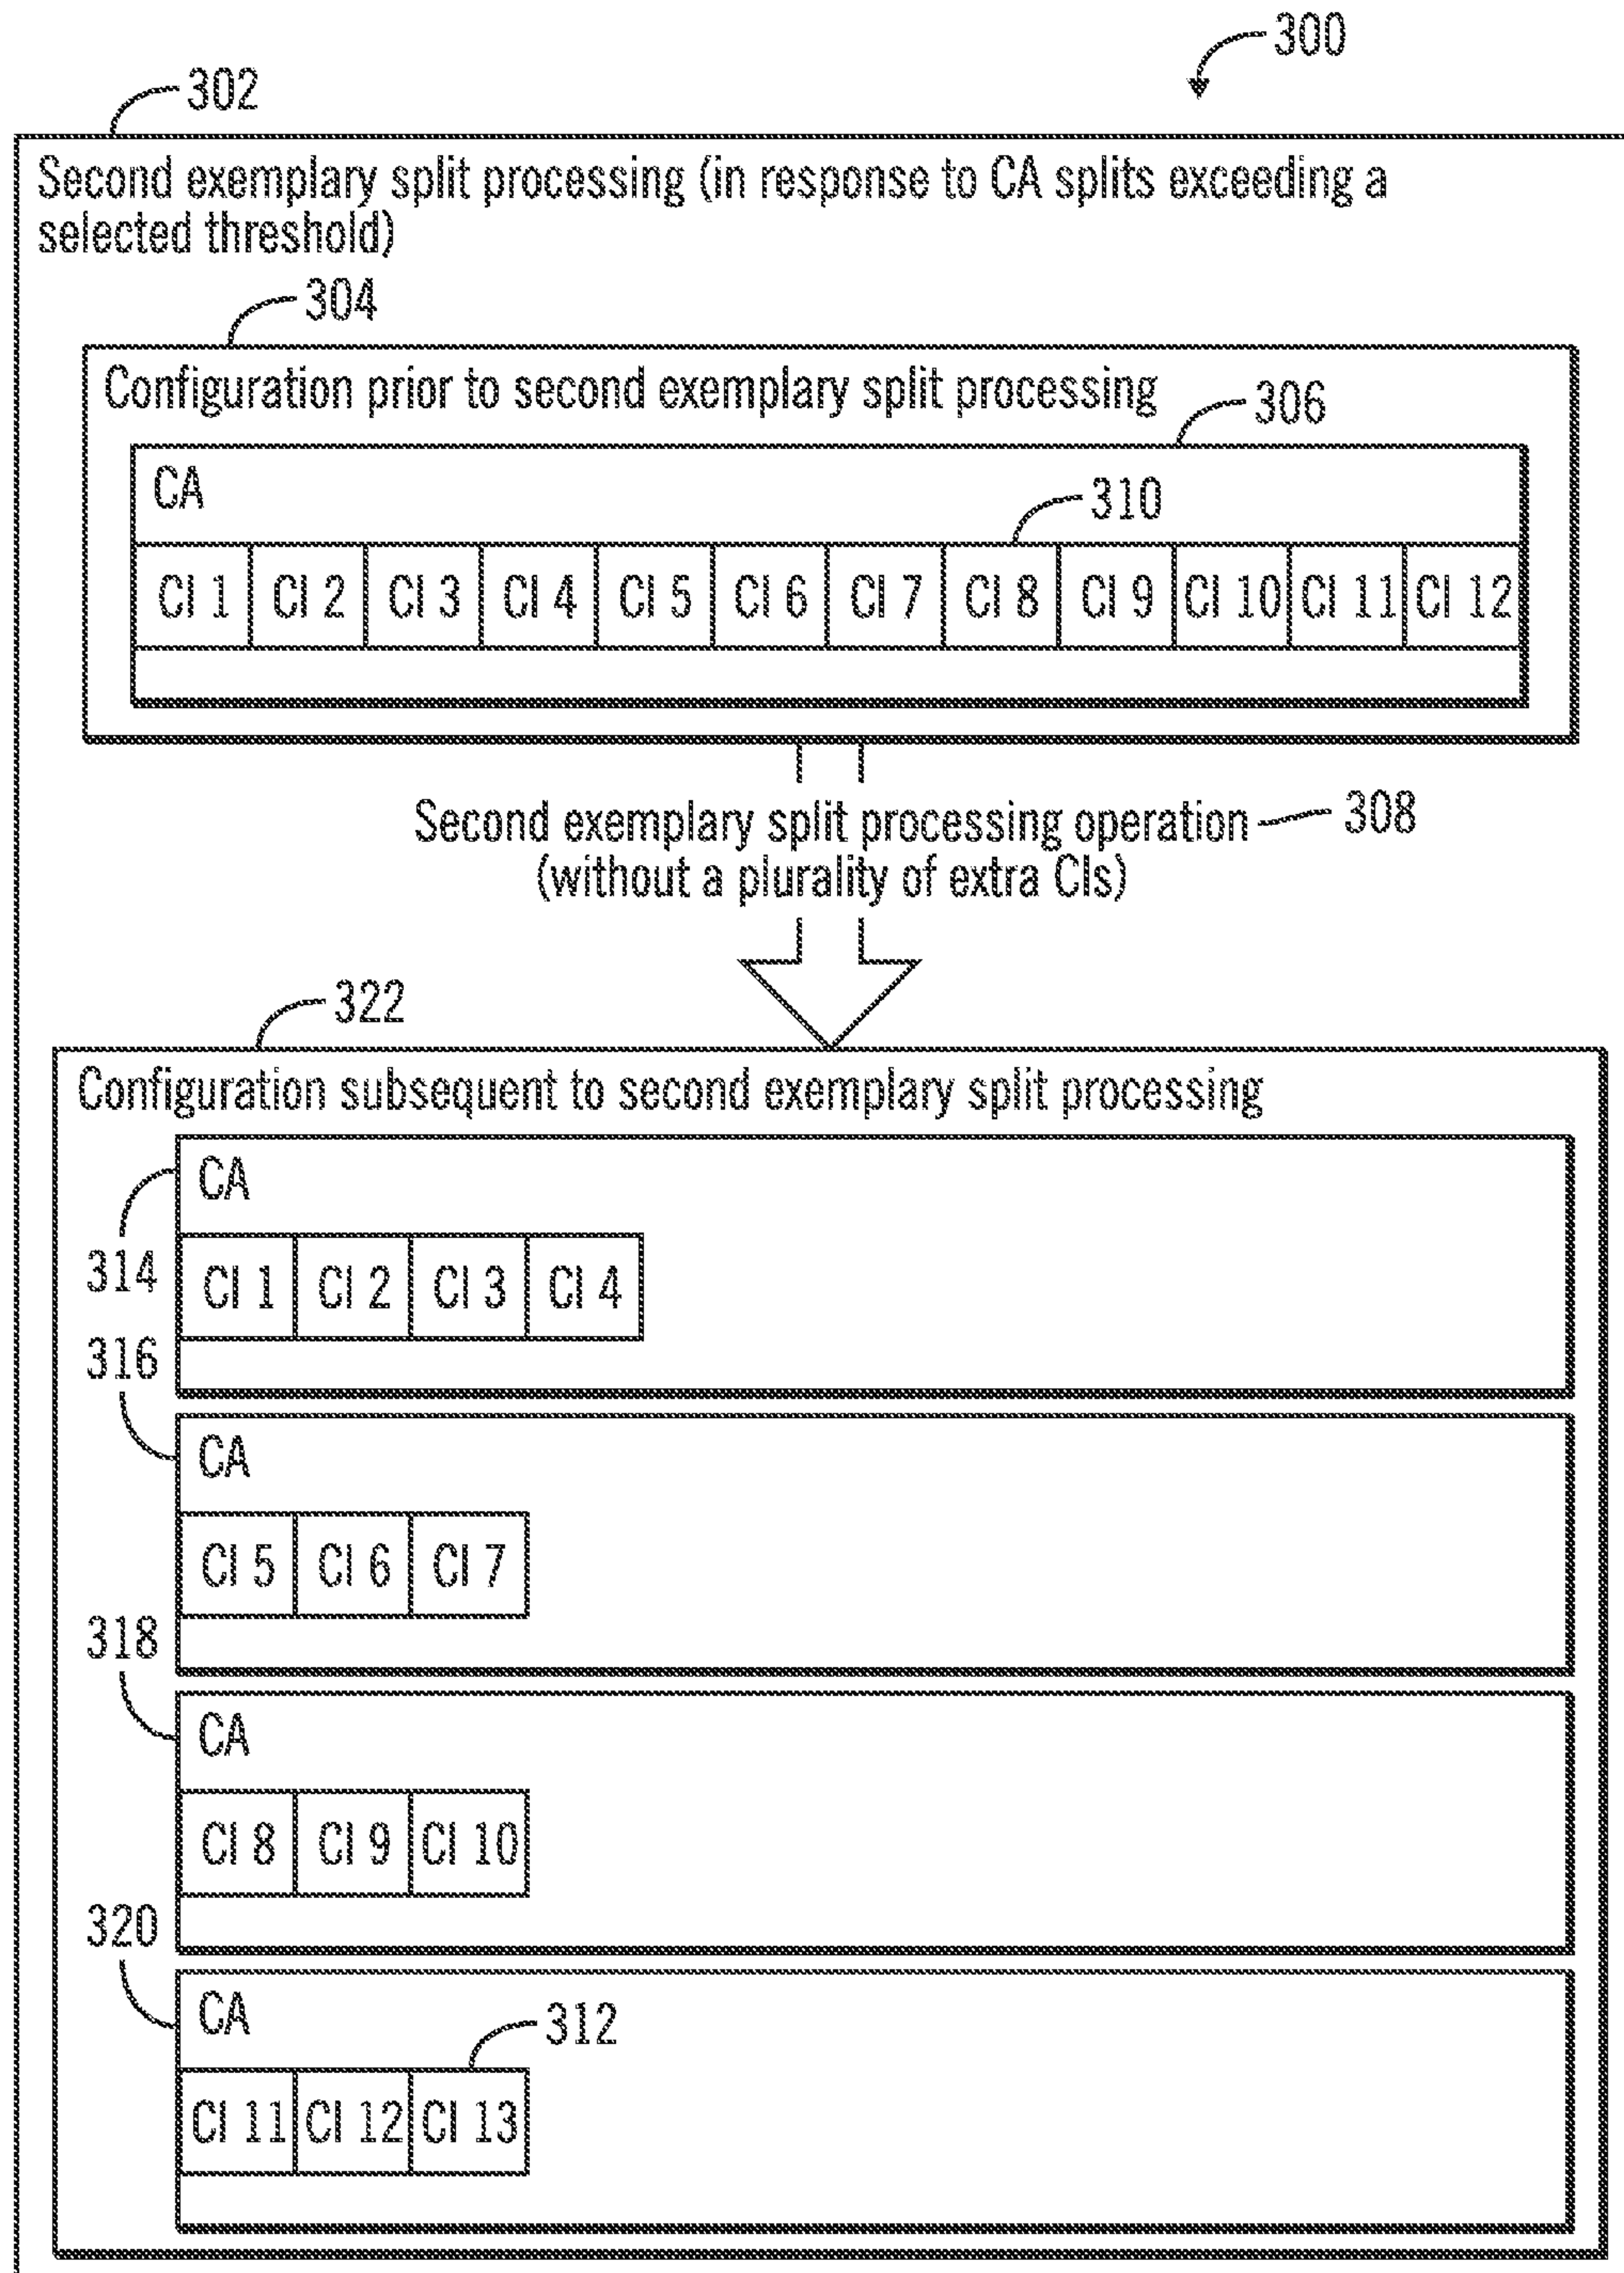 300
302
Second exemplary split processing (in response to CA splits exceeding a
selected threshold)
304
Configuration prior to second exemplary split processing
306
CA
310
CI 1 CI 2 CI 3 CI 4 CI 5 CI 6 CI 7 CI 8 CI 9 CI 10 CI 11 CI 12
Second exemplary split processing operation 308
(without a plurality of extra CIs)
322
Configuration subsequent to second exemplary split processing
CA
314
CI 1 CI 2 CI 3 CI 4
316
CA
CI 5 CI 6 CI 7
318
CA
CI 8 CI 9 CI 10
320
CA
312
CI 11 CI 12 CI 13